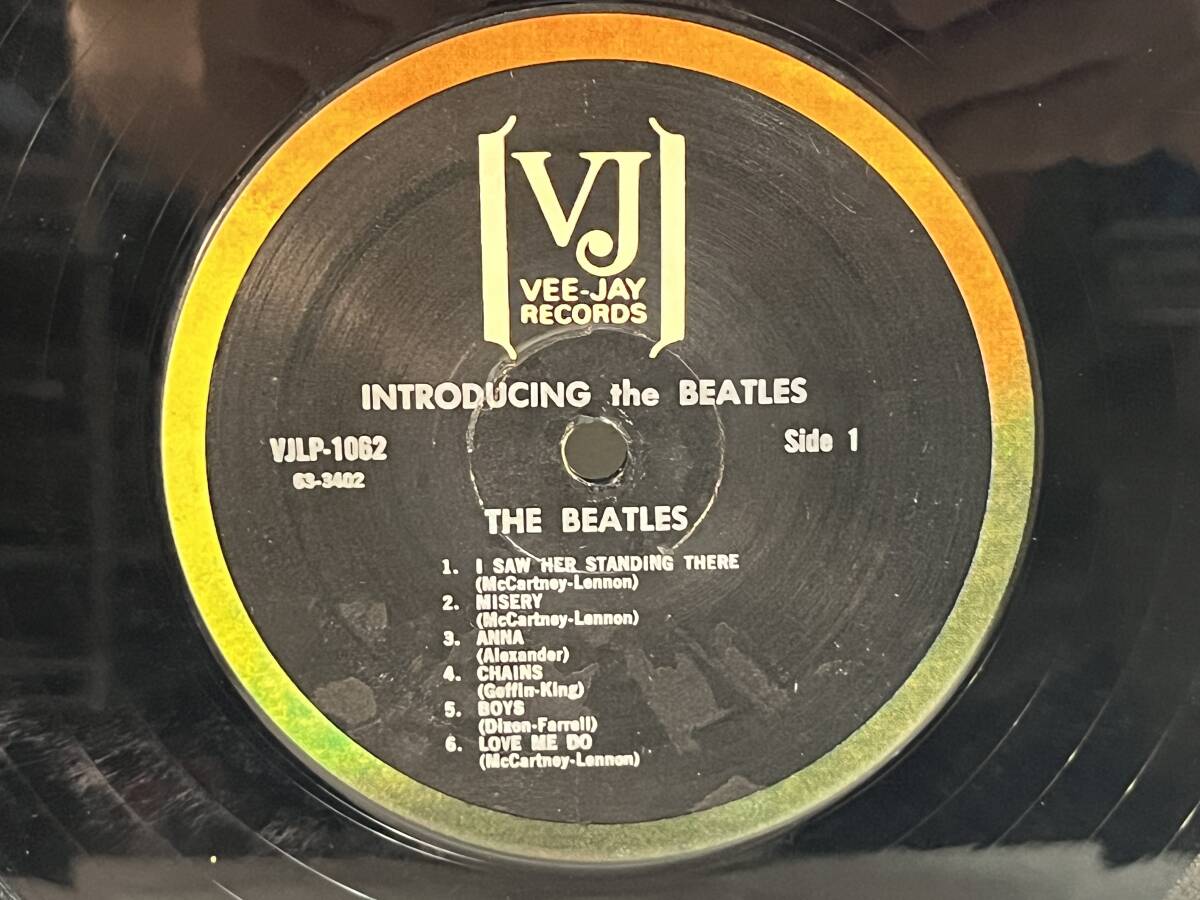 VJ
VEE-JAY
RECORDS
INTRODUCING the BEATLES
VJLP-1062 Side 1
63-3402
THE BEATLES
1. I SAW HER STANDING THERE
(McCartney-Lennon)
2. MISERY
(McCartney-Lennon)
3. ANNA
(Alexander)
4. CHAINS
(Goffin-King)
5. BOYS
(Dixon-Farrell)
6. LOVE ME DO
(McCartney-Lennon)